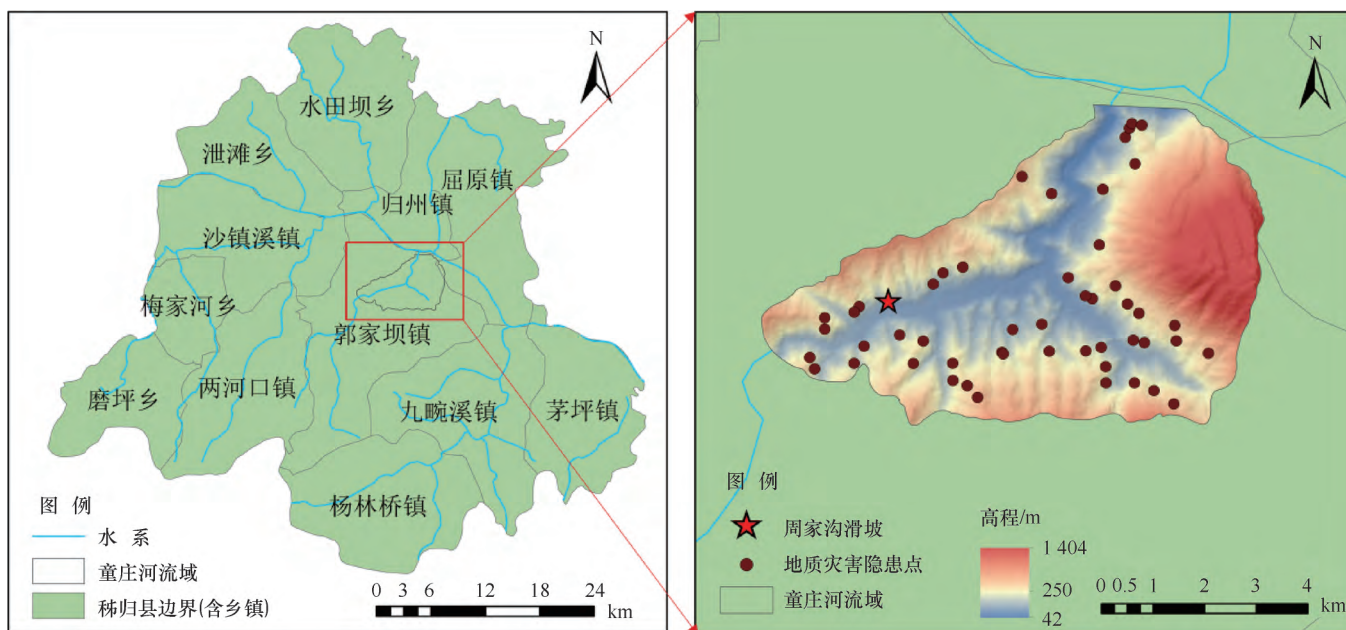 N
水田坝乡
泄滩乡
屈原镇
归州镇
沙镇溪镇
梅家河乡
郭家坝镇
两河口镇
磨坪乡
九畹溪镇
茅坪镇
杨林桥镇
图 例
水 系
童庄河流域
秭归县边界(含乡镇)
0 3 6 12 18 24
km
N
图 例
周家沟滑坡
地质灾害隐患点
童庄河流域
高程/m
1 404
250
42
0 0.5 1 2 3 4
km